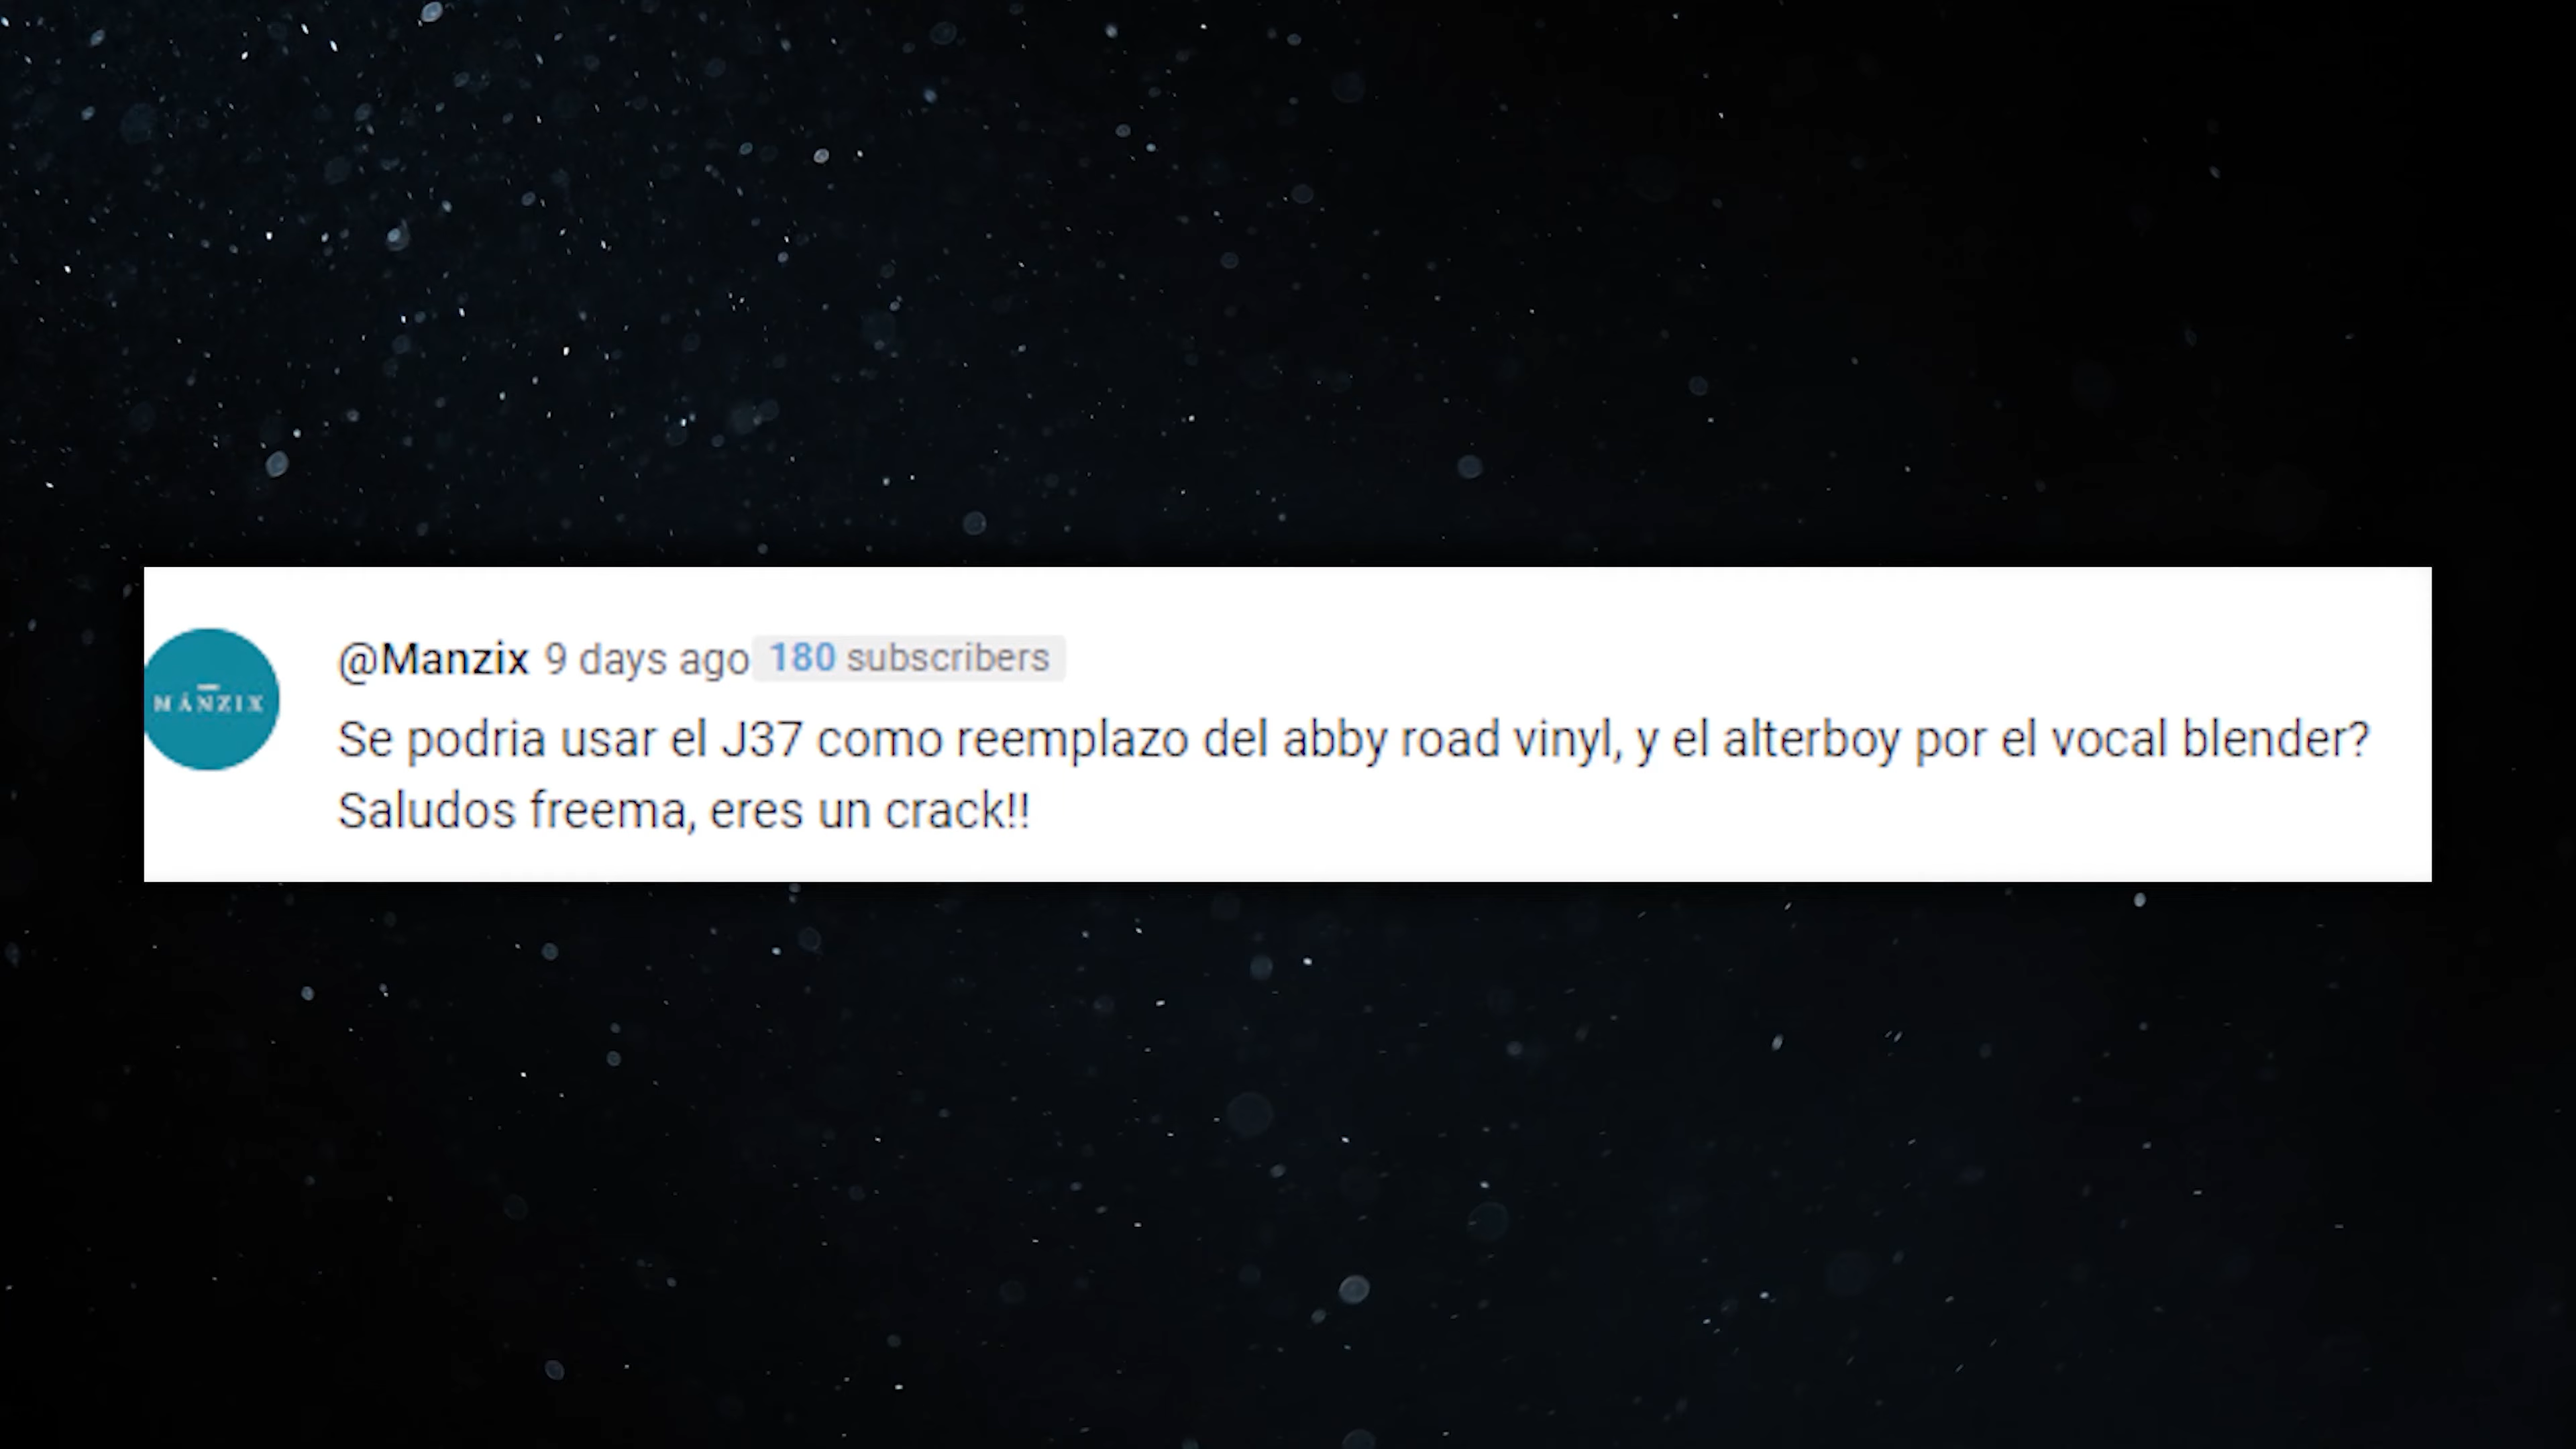 @Manzix 9 days ago 180 subscribers
MÁNZIX
Se podria usar el J37 como reemplazo del abby road vinyl, y el alterboy por el vocal blender?
Saludos freema, eres un crack!!